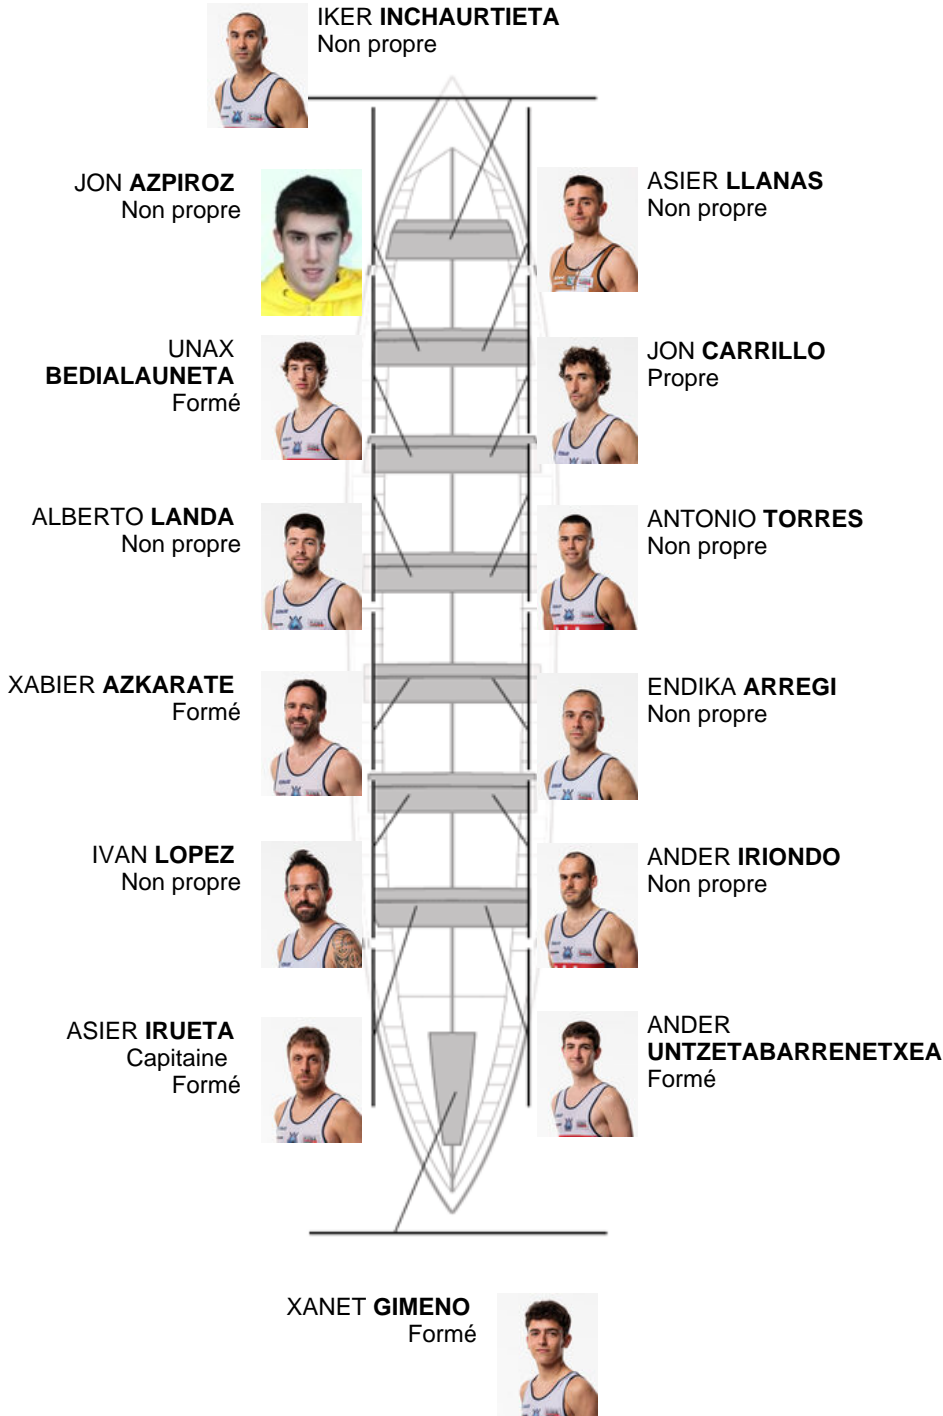 IKER INCHAURTIETA
Non propre
JON AZPIROZ
Non propre
ASIER LLANAS
Non propre
UNAX
BEDIALAUNETA
Formé
JON CARRILLO
Propre
ALBERTO LANDA
Non propre
ANTONIO TORRES
Non propre
XABIER AZKARATE
Formé
ENDIKA ARREGI
Non propre
IVAN LOPEZ
Non propre
ANDER IRIONDO
Non propre
ASIER IRUETA
Capitaine
Formé
ANDER
UNTZETABARRENETXEA
Formé
XANET GIMENO
Formé